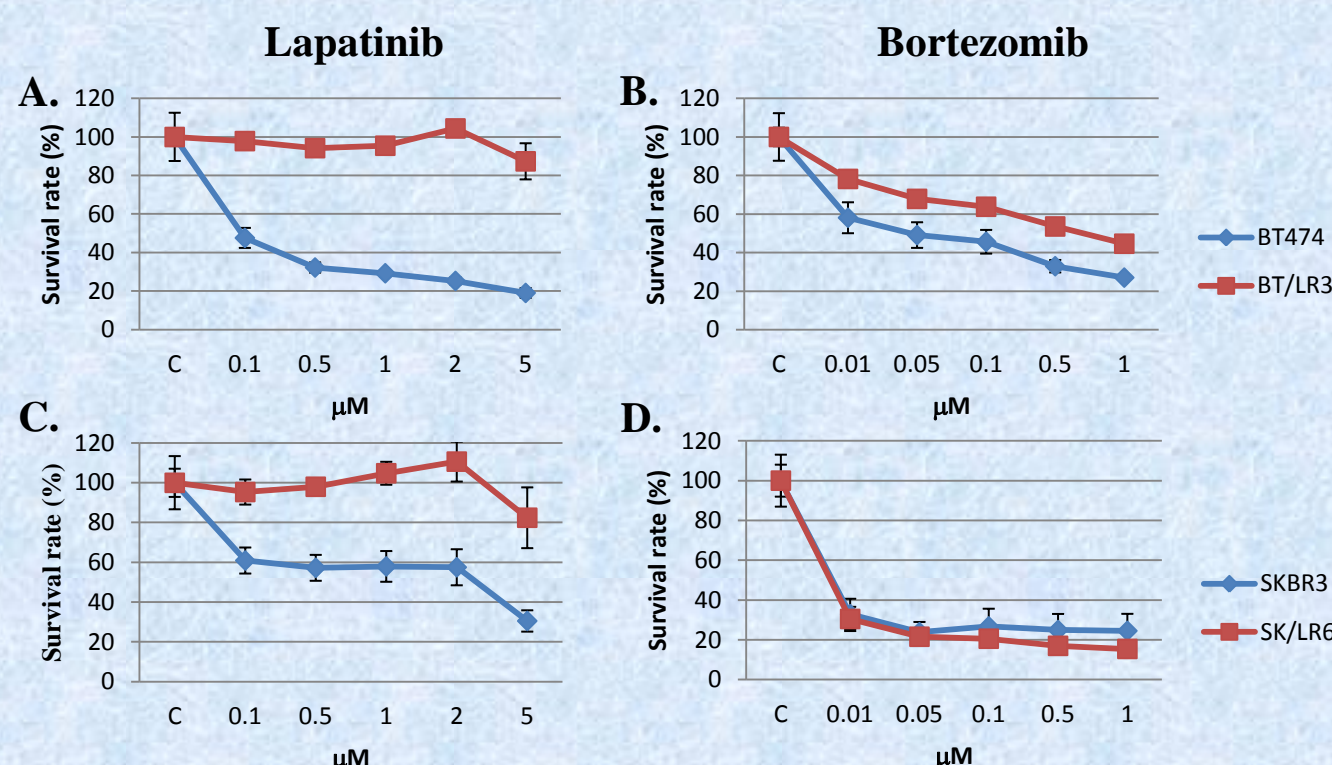 Lapatinib
Bortezomib
A.
Survival rate (%)
120
100
80
60
40
20
0
C 0.1 0.5 1 2 5
μM
B.
Survival rate (%)
120
100
80
60
40
20
0
C 0.01 0.05 0.1 0.5 1
μM
BT474
BT/LR3
C.
Survival rate (%)
120
100
80
60
40
20
0
C 0.1 0.5 1 2 5
μM
D.
Survival rate (%)
120
100
80
60
40
20
0
C 0.01 0.05 0.1 0.5 1
μM
SKBR3
SK/LR6